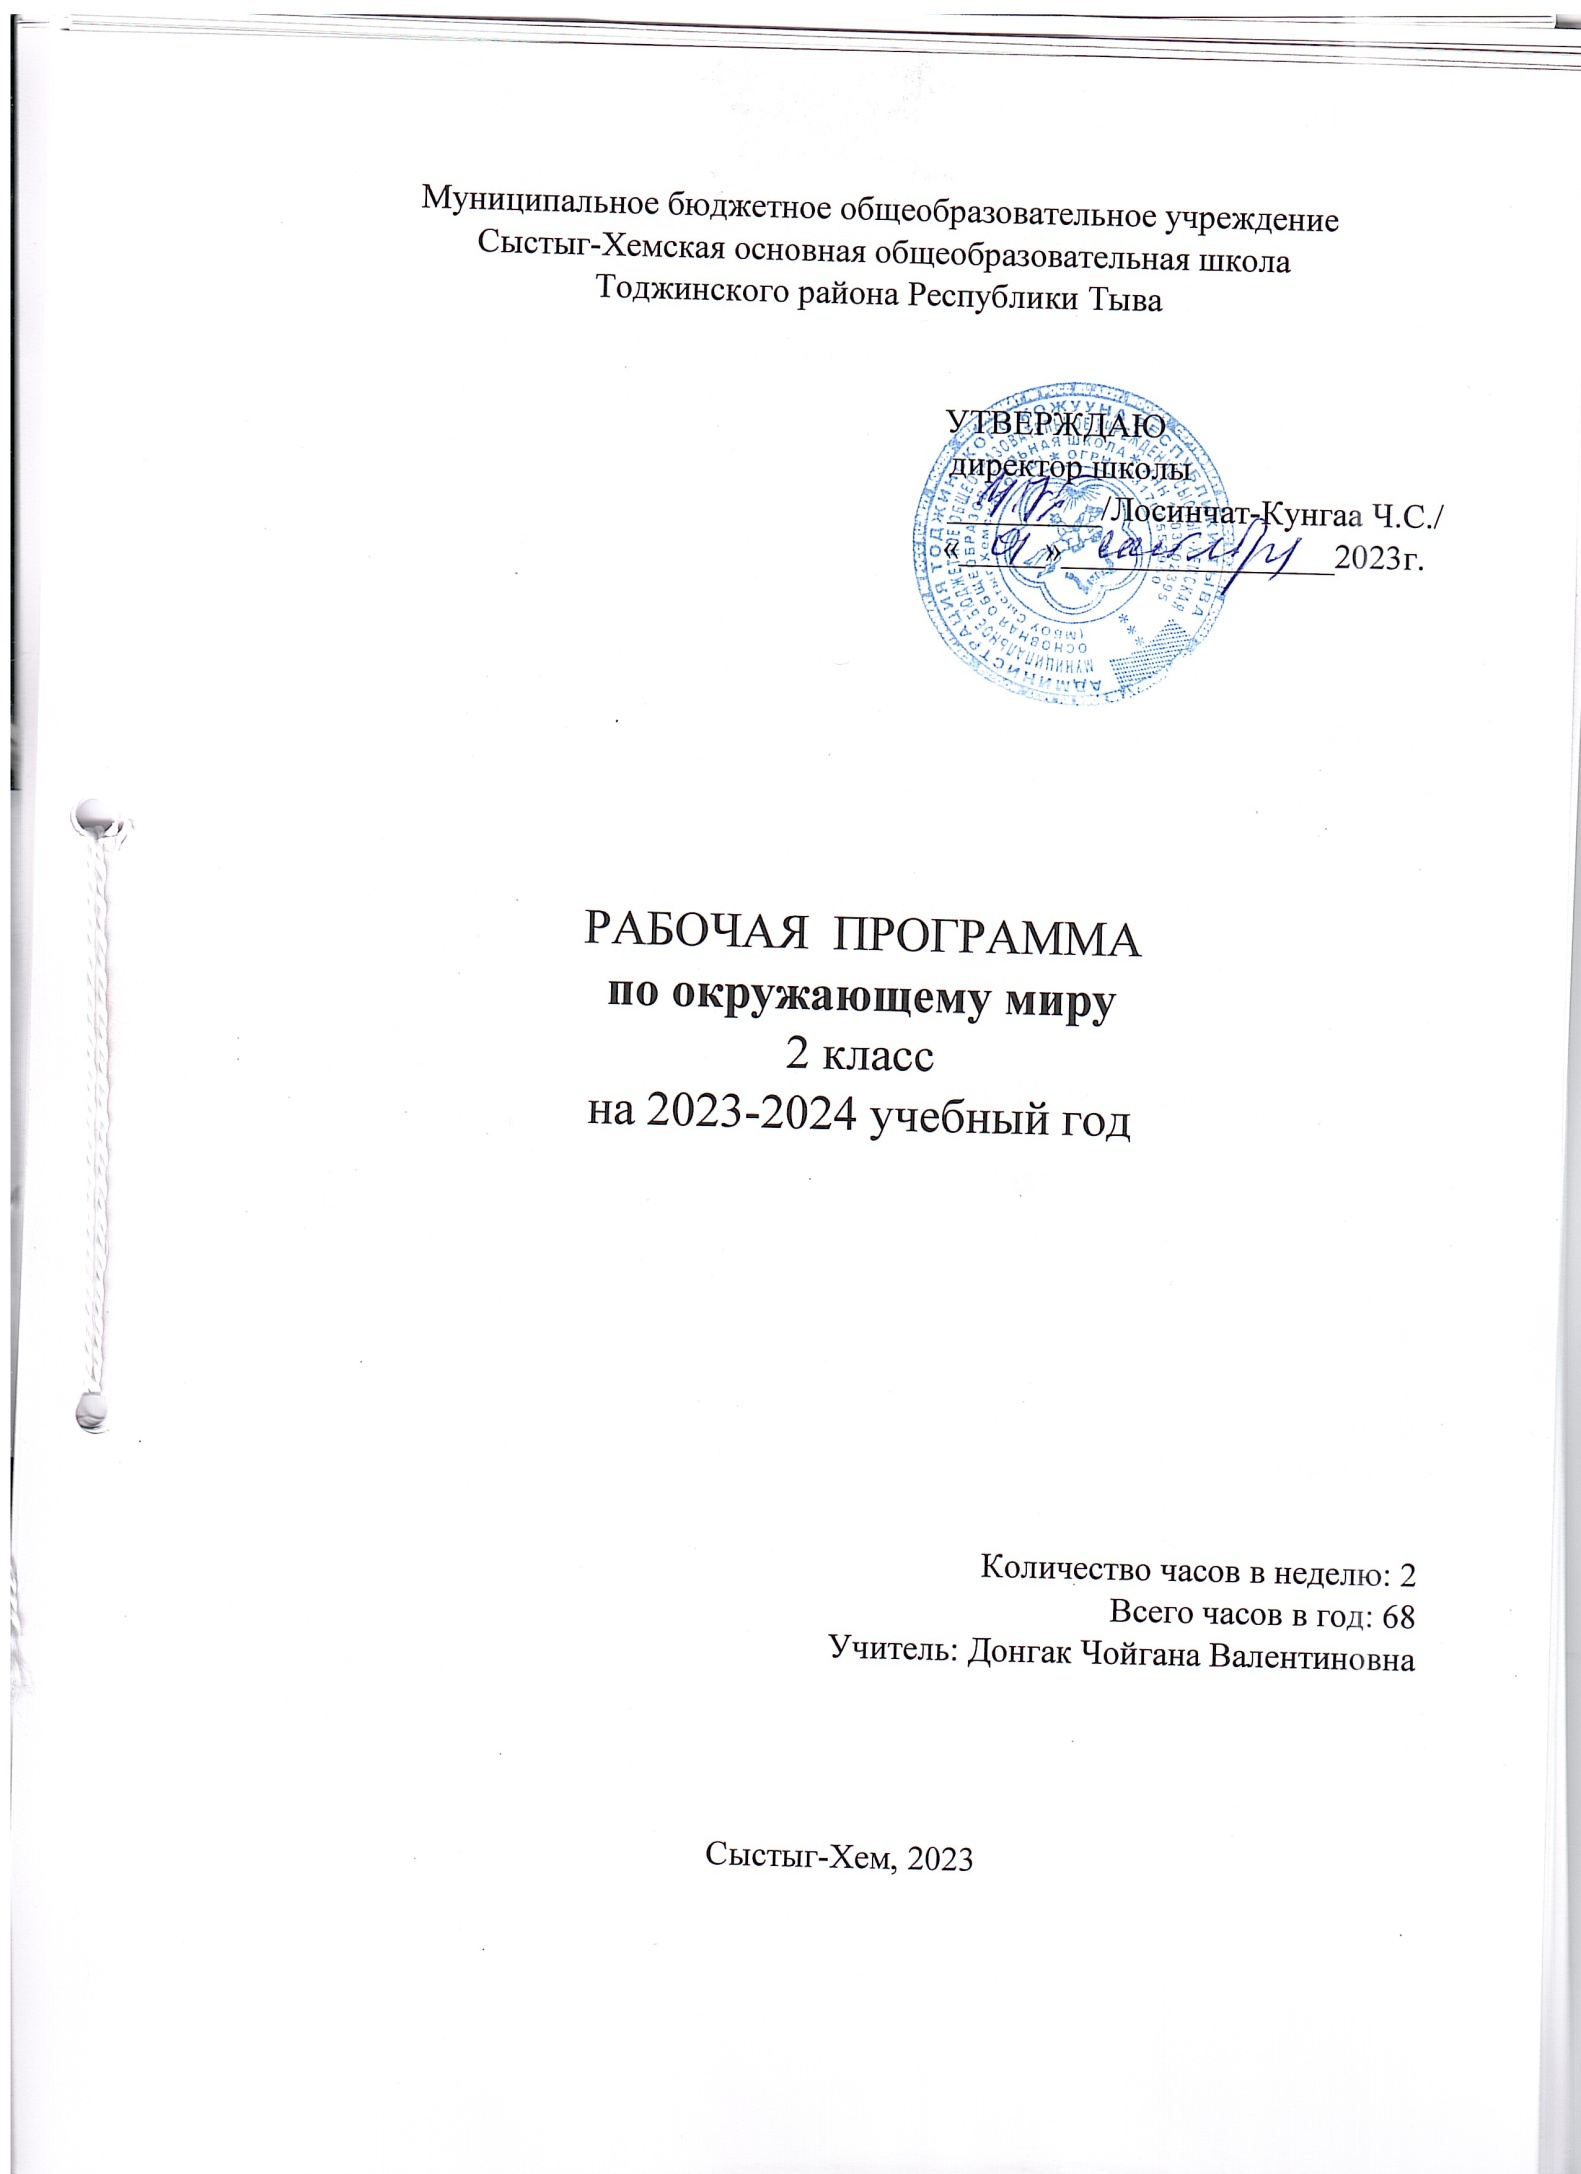 Муниципальное бюджетное общеобразовательное учреждение
Сыстыг-Хемская основная общеобразовательная школа
Тоджинского района Республики Тыва
УТВЕРЖДАЮ
директор школы
/Лосинчат-Кунгаа Ч.С./
« » сентября 2023г.
РАБОЧАЯ ПРОГРАММА
по окружающему миру
2 класс
на 2023-2024 учебный год
Количество часов в неделю: 2
Всего часов в год: 68
Учитель: Донгак Чойгана Валентиновна
Сыстыг-Хем, 2023